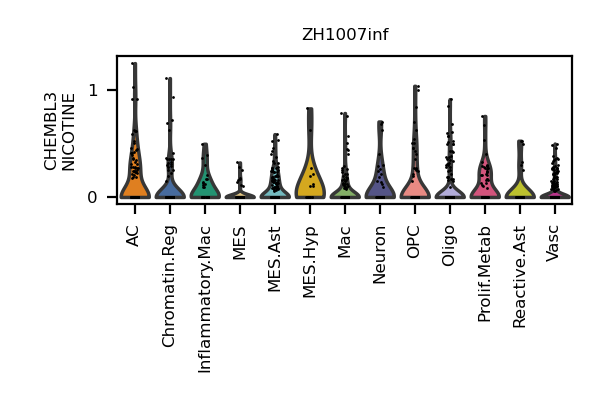 ZH1007inf
CHEMBL3
NICOTINE
1
0
AC
Chromatin.Reg
Inflammatory.Mac
MES
MES.Ast
MES.Hyp
Mac
Neuron
OPC
Oligo
Prolif.Metab
Reactive.Ast
Vasc